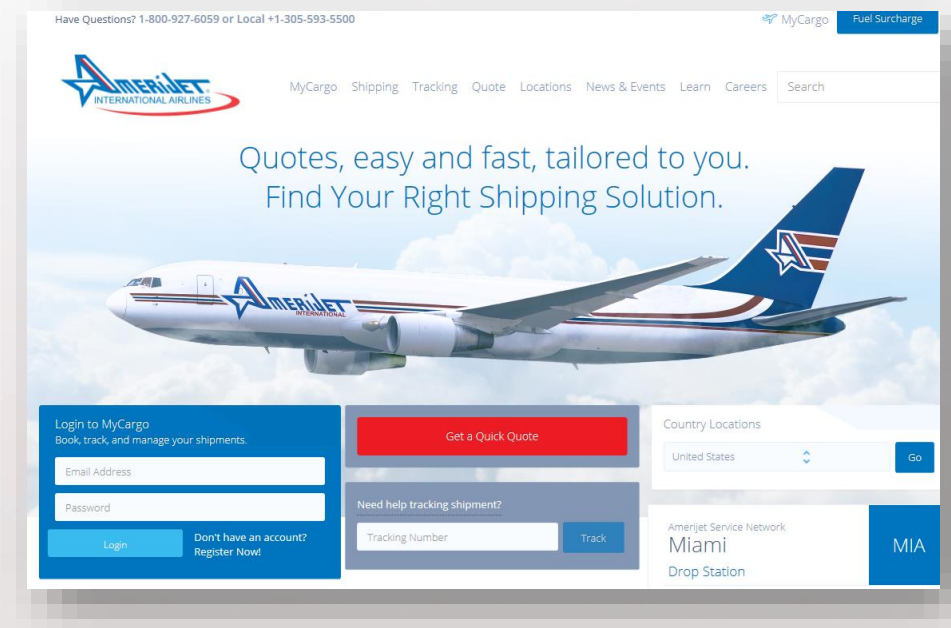 Have Questions? 1-800-927-6059 or Local +1-305-593-5500
MyCargo
Fuel Surcharge
AMERIJET
INTERNATIONAL AIRLINES
MyCargo Shipping Tracking Quote Locations News & Events Learn Careers Search
Quotes, easy and fast, tailored to you.
Find Your Right Shipping Solution.
AMERIJET
INTERNATIONAL
Login to MyCargo
Book, track, and manage your shipments.
Email Address
Password
Login
Don't have an account?
Register Now!
Get a Quick Quote
Need help tracking shipment?
Tracking Number
Track
Country Locations
United States
Go
Amerijet Service Network
Miami
Drop Station
MIA